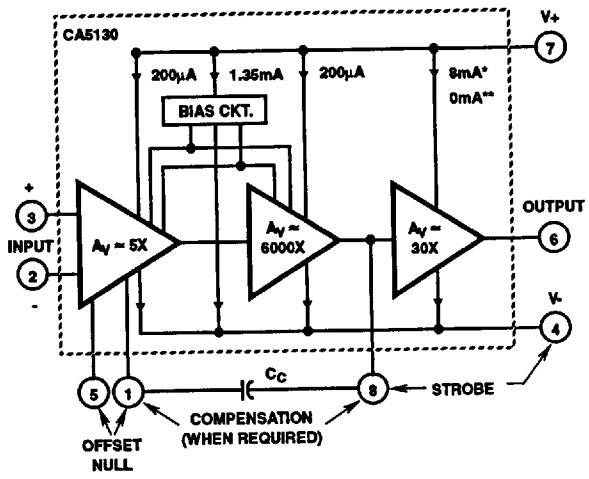 CA5130
V+
7
200µA
1.35mA
200µA
8mA*
0mA**
BIAS CKT.
+
3
INPUT
2
-
AV ≈ 5X
AV ≈
6000X
AV ≈
30X
OUTPUT
6
V-
4
CC
5
1
8
STROBE
OFFSET
NULL
COMPENSATION
(WHEN REQUIRED)